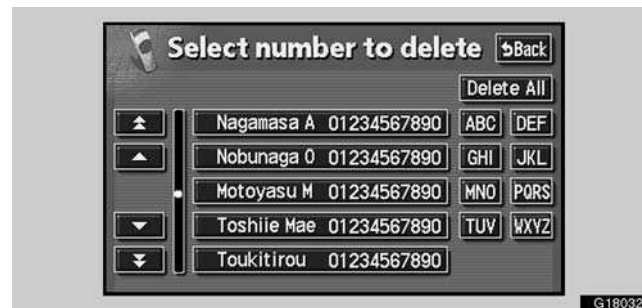 Select number to delete Back
Delete All
Nagamasa A 01234567890 ABC DEF
Nobunaga O 01234567890 GHI JKL
Motoyasu M 01234567890 MNO PQRS
Toshiie Mae 01234567890 TUV WXYZ
Toukitirou 01234567890
G18032